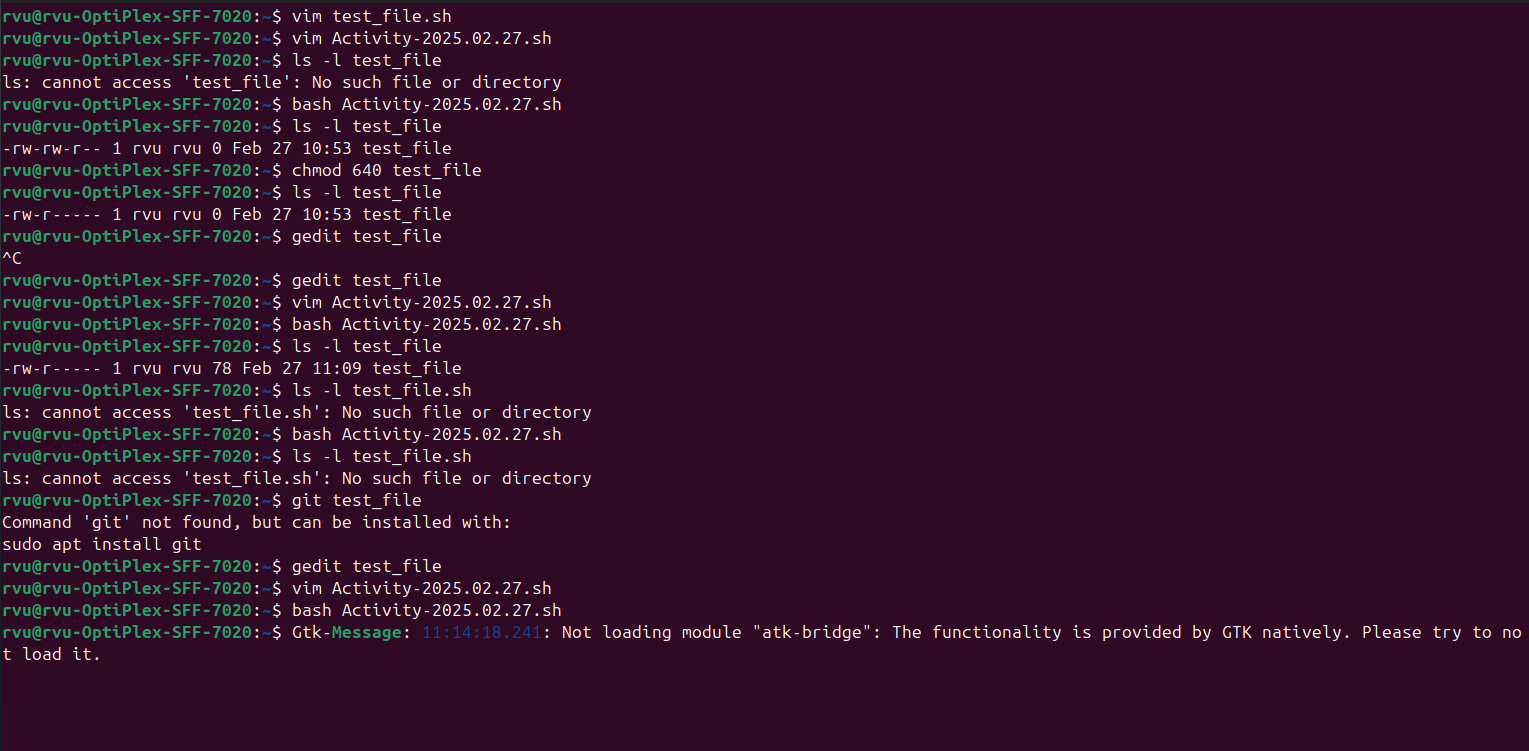 rvu@rvu-OptiPlex-SFF-7020:~$ vim test_file.sh
rvu@rvu-OptiPlex-SFF-7020:~$ vim Activity-2025.02.27.sh
rvu@rvu-OptiPlex-SFF-7020:~$ ls -l test_file
ls: cannot access 'test_file': No such file or directory
rvu@rvu-OptiPlex-SFF-7020:~$ bash Activity-2025.02.27.sh
rvu@rvu-OptiPlex-SFF-7020:~$ ls -l test_file
-rw-rw-r-- 1 rvu rvu 0 Feb 27 10:53 test_file
rvu@rvu-OptiPlex-SFF-7020:~$ chmod 640 test_file
rvu@rvu-OptiPlex-SFF-7020:~$ ls -l test_file
-rw-r----- 1 rvu rvu 0 Feb 27 10:53 test_file
rvu@rvu-OptiPlex-SFF-7020:~$ gedit test_file
^C
rvu@rvu-OptiPlex-SFF-7020:~$ gedit test_file
rvu@rvu-OptiPlex-SFF-7020:~$ vim Activity-2025.02.27.sh
rvu@rvu-OptiPlex-SFF-7020:~$ bash Activity-2025.02.27.sh
rvu@rvu-OptiPlex-SFF-7020:~$ ls -l test_file
-rw-r----- 1 rvu rvu 78 Feb 27 11:09 test_file
rvu@rvu-OptiPlex-SFF-7020:~$ ls -l test_file.sh
ls: cannot access 'test_file.sh': No such file or directory
rvu@rvu-OptiPlex-SFF-7020:~$ bash Activity-2025.02.27.sh
rvu@rvu-OptiPlex-SFF-7020:~$ ls -l test_file.sh
ls: cannot access 'test_file.sh': No such file or directory
rvu@rvu-OptiPlex-SFF-7020:~$ git test_file
Command 'git' not found, but can be installed with:
sudo apt install git
rvu@rvu-OptiPlex-SFF-7020:~$ gedit test_file
rvu@rvu-OptiPlex-SFF-7020:~$ vim Activity-2025.02.27.sh
rvu@rvu-OptiPlex-SFF-7020:~$ bash Activity-2025.02.27.sh
rvu@rvu-OptiPlex-SFF-7020:~$ Gtk-Message: 11:14:18.241: Not loading module "atk-bridge": The functionality is provided by GTK natively. Please try to no
t load it.